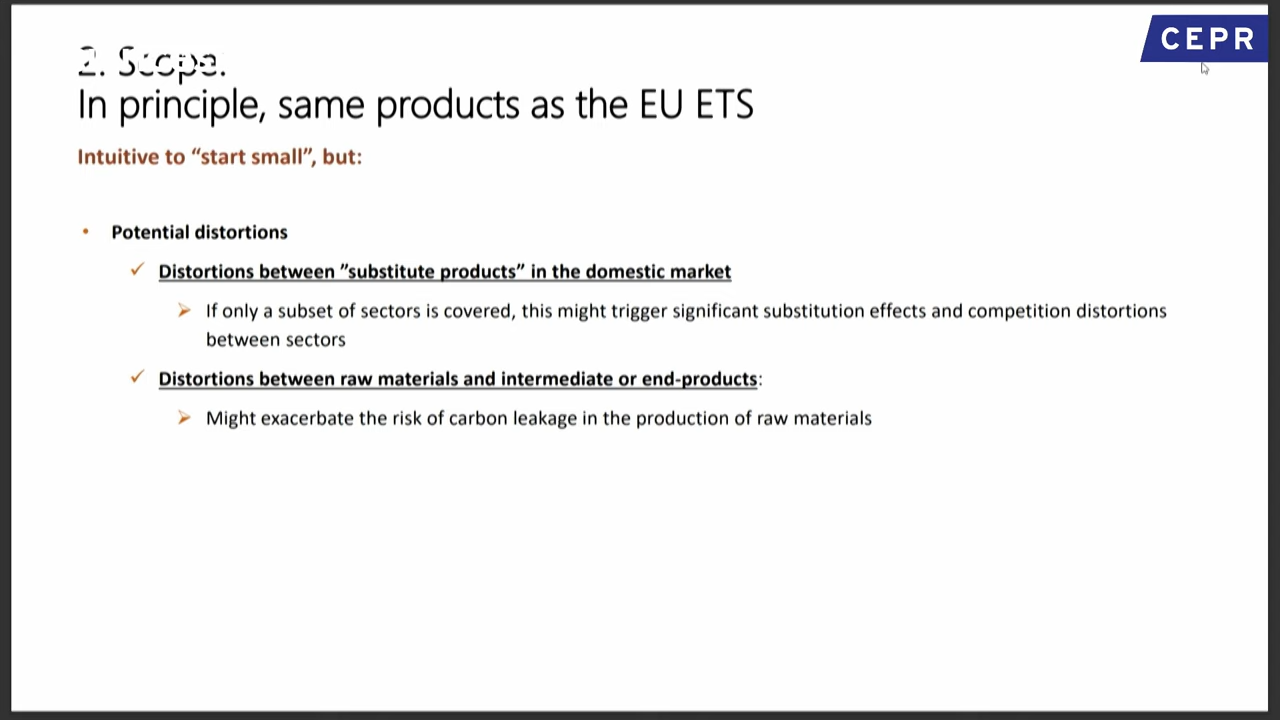 CEPR
2. Scope.
In principle, same products as the EU ETS
Intuitive to “start small”, but:
• Potential distortions
✓ Distortions between ”substitute products” in the domestic market
➢ If only a subset of sectors is covered, this might trigger significant substitution effects and competition distortions
between sectors
✓ Distortions between raw materials and intermediate or end-products:
➢ Might exacerbate the risk of carbon leakage in the production of raw materials